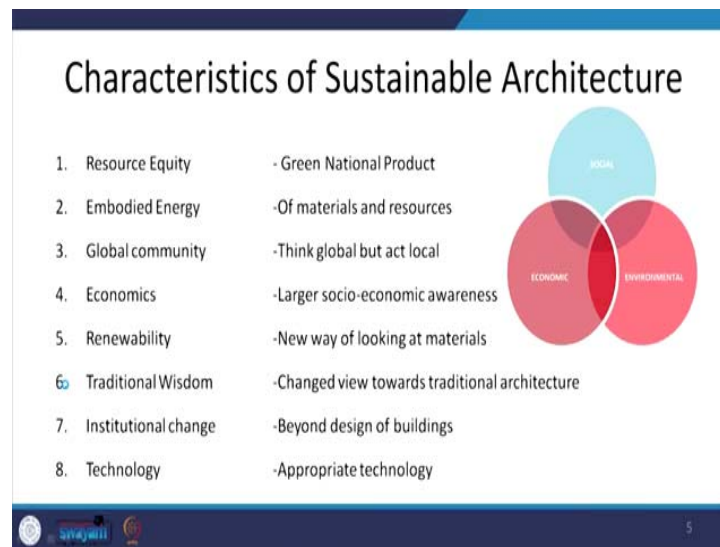 Characteristics of Sustainable Architecture
1. Resource Equity - Green National Product
2. Embodied Energy -Of materials and resources
3. Global community -Think global but act local
4. Economics -Larger socio-economic awareness
5. Renewability -New way of looking at materials
6. Traditional Wisdom -Changed view towards traditional architecture
7. Institutional change -Beyond design of buildings
8. Technology -Appropriate technology
SOCIAL
ECONOMIC
ENVIRONMENTAL
swayam
5